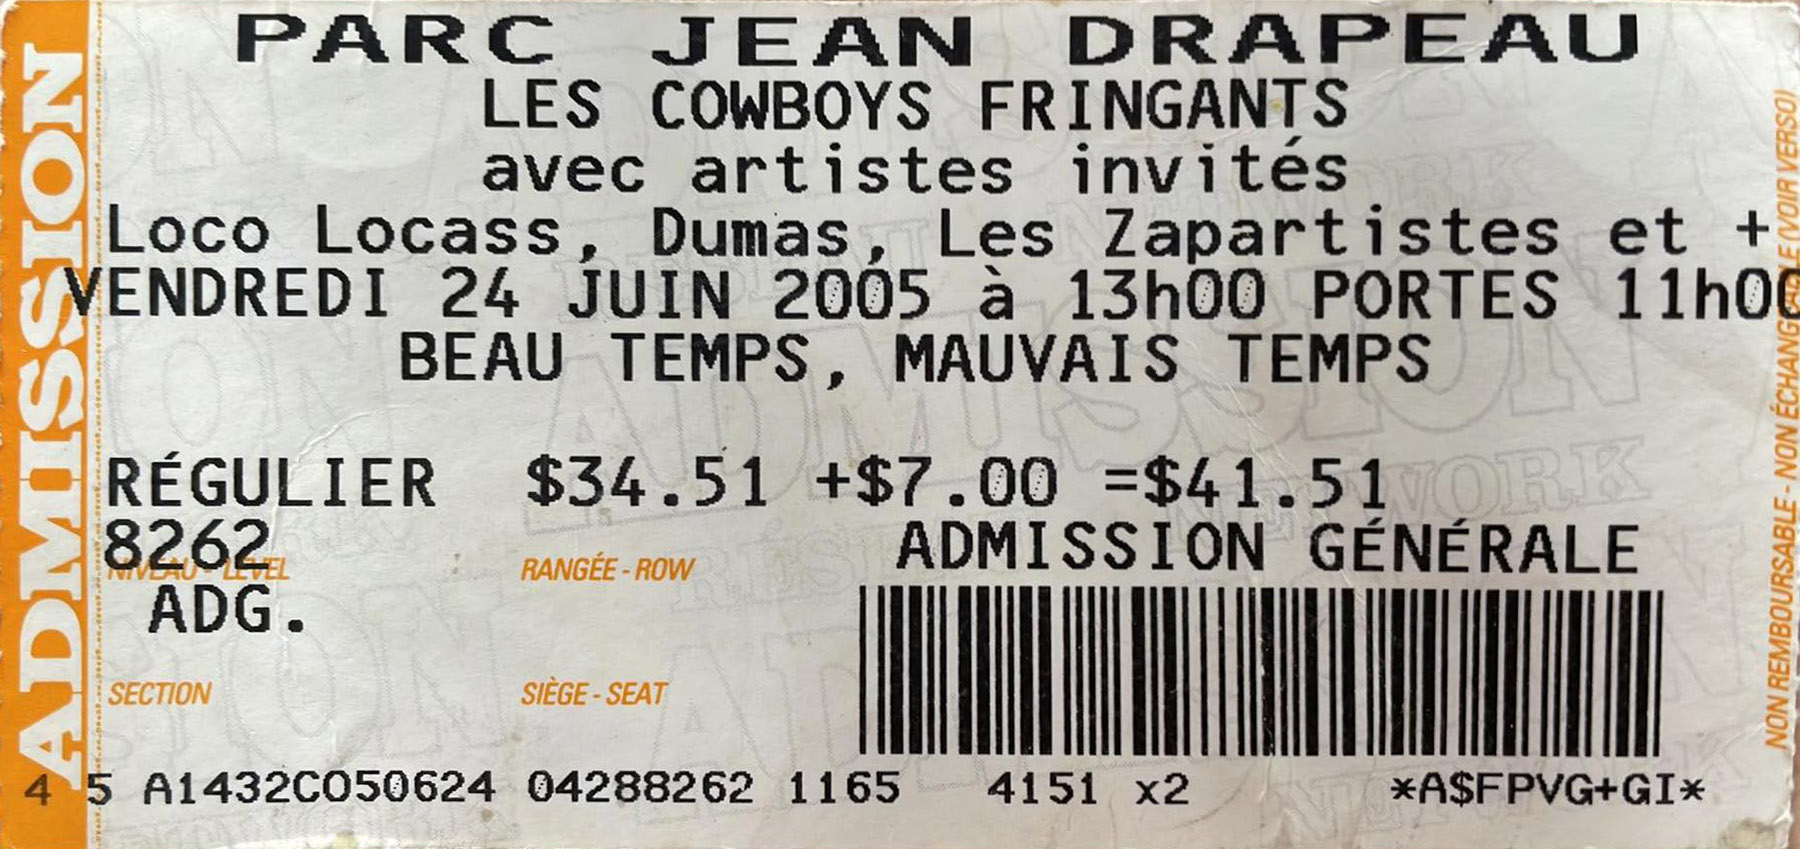 PARC JEAN DRAPEAU
LES COWBOYS FRINGANTS
avec artistes invités
Loco Locass, Dumas, Les Zapartistes et +
VENDREDI 24 JUIN 2005 à 13h00 PORTES 11h00
BEAU TEMPS, MAUVAIS TEMPS
RÉGULIER $34.51 +$7.00 =$41.51
8262 ADMISSION GÉNÉRALE
NIVEAU - LEVEL RANGÉE - ROW
ADG.
SECTION SIÈGE - SEAT
4 5 A1432CO50624 04288262 1165 4151 x2 *A$FPVG+GI*
ADMISSION
NON REMBOURSABLE - NON ÉCHANGEABLE (VOIR VERSO)